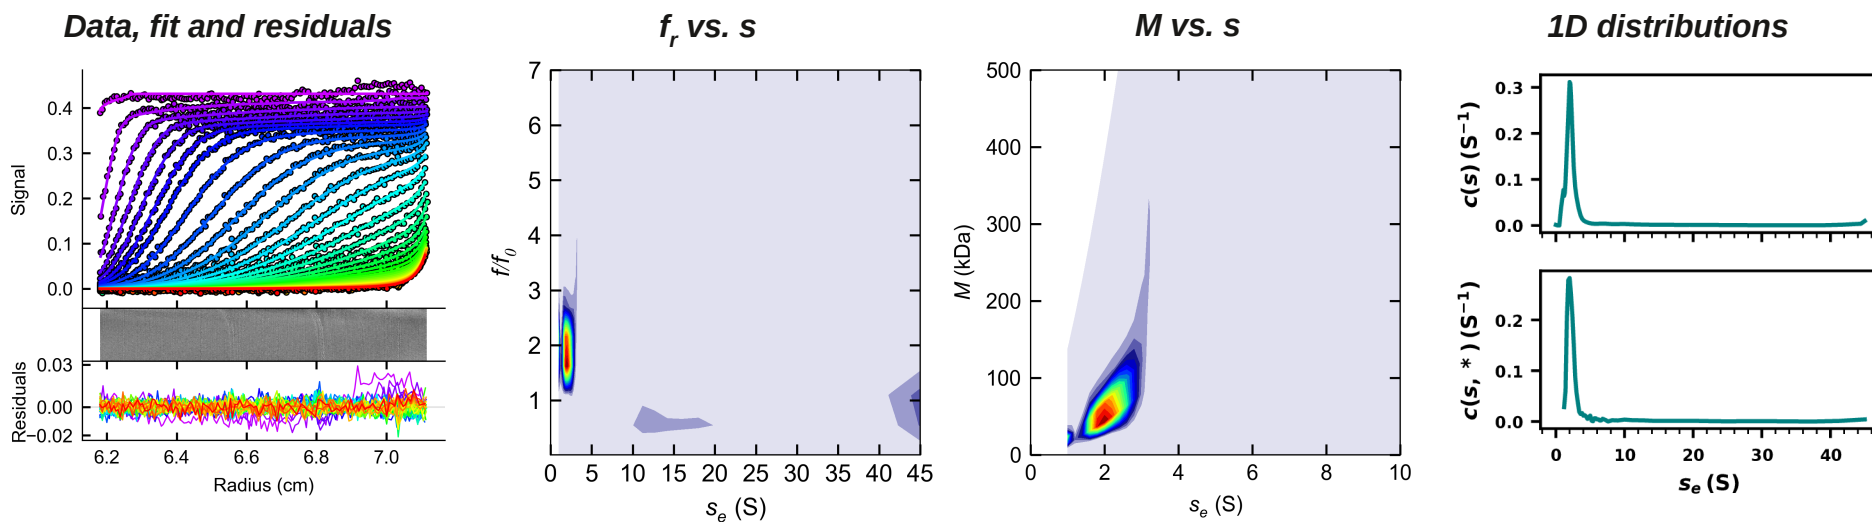 Data, fit and residuals
f_r vs. s
M vs. s
1D distributions
Signal
0.4
0.3
0.2
0.1
0.0
Residuals
0.03
0.00
−0.02
6.2 6.4 6.6 6.8 7.0
Radius (cm)
f/f_0
7
6
5
4
3
2
1
0 5 10 15 20 25 30 35 40 45
s_e (S)
M (kDa)
500
400
300
200
100
0
0 2 4 6 8 10
s_e (S)
c(s) (S⁻¹)
0.3
0.2
0.1
0.0
c(s, *) (S⁻¹)
0.2
0.1
0.0
0 10 20 30 40
s_e (S)